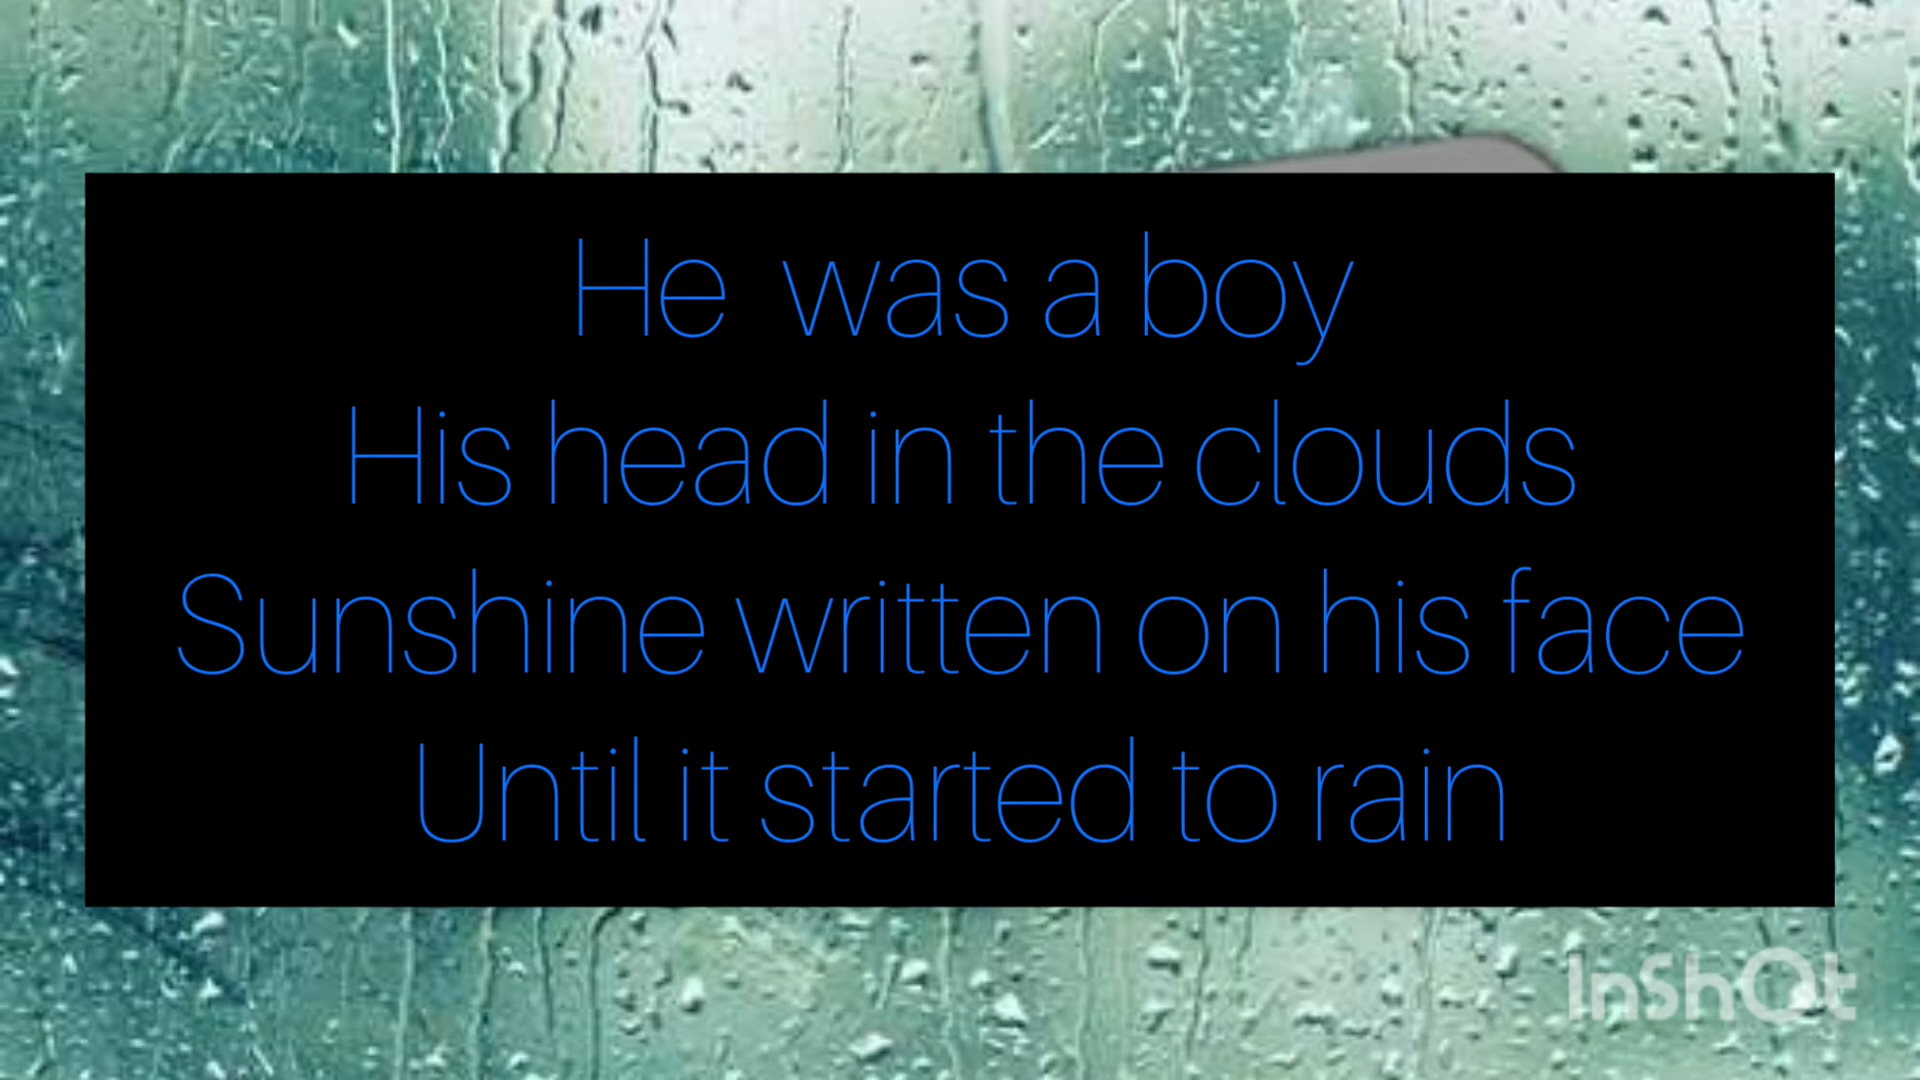 He  was a boy
His head in the clouds
Sunshine written on his face
Until it started to rain
InShOt